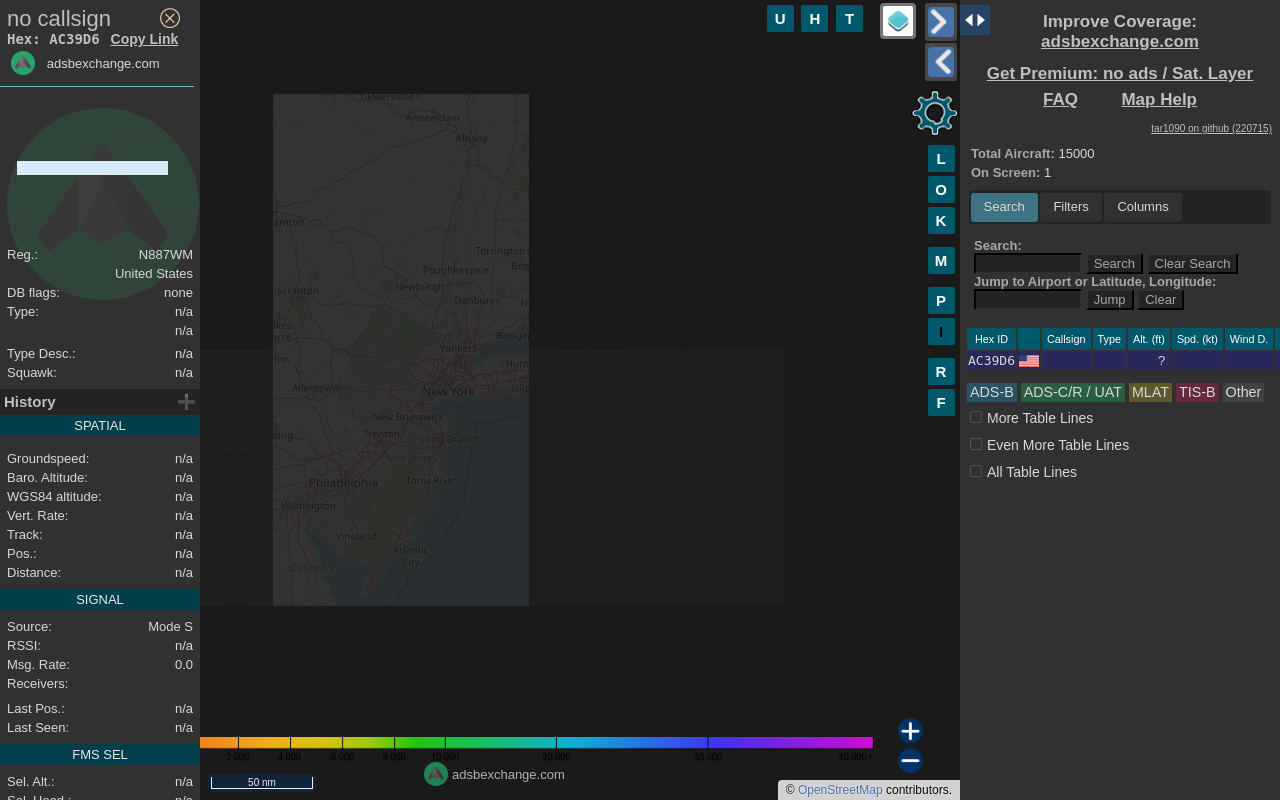 no callsign
Hex: AC39D6 Copy Link
adsbexchange.com
Reg.: N887WM
United States
DB flags: none
Type: n/a
n/a
Type Desc.: n/a
Squawk: n/a
History
SPATIAL
Groundspeed: n/a
Baro. Altitude: n/a
WGS84 altitude: n/a
Vert. Rate: n/a
Track: n/a
Pos.: n/a
Distance: n/a
SIGNAL
Source: Mode S
RSSI: n/a
Msg. Rate: 0.0
Receivers:
Last Pos.: n/a
Last Seen: n/a
FMS SEL
Sel. Alt.: n/a
Sel. Head.: n/a
U H T
L
O
K
M
P
I
R
F
Gloversville
Amsterdam
Albany
Torrington
Poughkeepsie
Scranton
Newburgh
Danbury
Yonkers
Allentown
New York
New Brunswick
Trenton
Long Branch
New Jersey
Philadelphia
Toms River
Wilmington
Vineland
Atlantic
City
Delaware
2 000 4 000 6 000 8 000 10 000 20 000 30 000 40 000+
adsbexchange.com
50 nm
© OpenStreetMap contributors.
Improve Coverage:
adsbexchange.com
Get Premium: no ads / Sat. Layer
FAQ Map Help
tar1090 on github (220715)
Total Aircraft: 15000
On Screen: 1
Search Filters Columns
Search:
Search Clear Search
Jump to Airport or Latitude, Longitude:
Jump Clear
Hex ID Callsign Type Alt. (ft) Spd. (kt) Wind D.
AC39D6 ?
ADS-B ADS-C/R / UAT MLAT TIS-B Other
More Table Lines
Even More Table Lines
All Table Lines